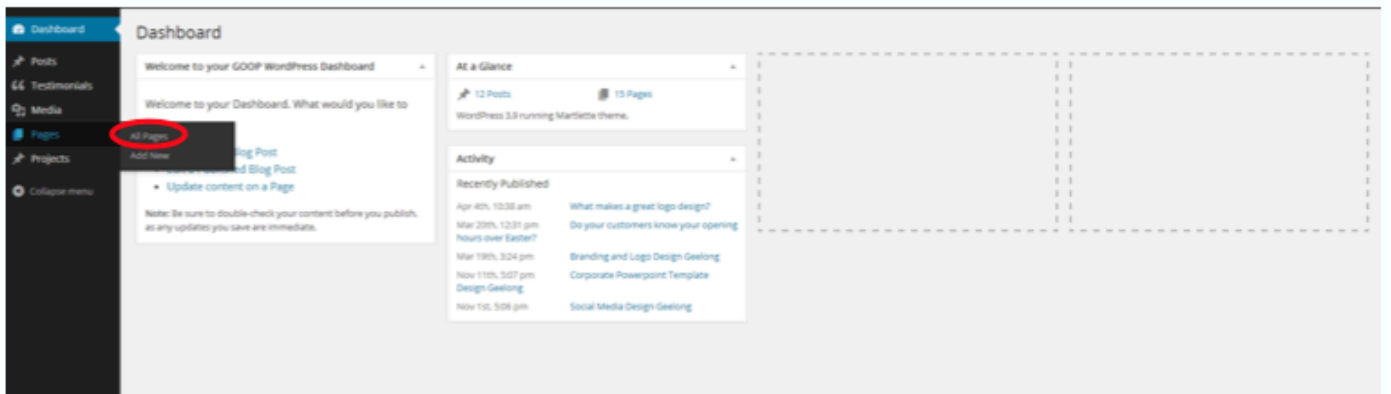 Dashboard
Posts
Testimonials
Media
Pages
Projects
Collapse menu
All Pages
Add New
Dashboard
Welcome to your GOOP WordPress Dashboard
Welcome to your Dashboard. What would you like to
Blog Post
Blog Post
Update content on a Page
Note: Be sure to double-check your content before you publish,
as any updates you save are immediate.
At a Glance
12 Posts 15 Pages
WordPress 3.9 running Martlette theme.
Activity
Recently Published
Apr 4th, 10:38 am What makes a great logo design?
Mar 20th, 12:31 pm Do your customers know your opening
hours over Easter?
Mar 19th, 3:24 pm Branding and Logo Design Geelong
Nov 11th, 5:07 pm Corporate Powerpoint Template
Design Geelong
Nov 1st, 5:06 pm Social Media Design Geelong